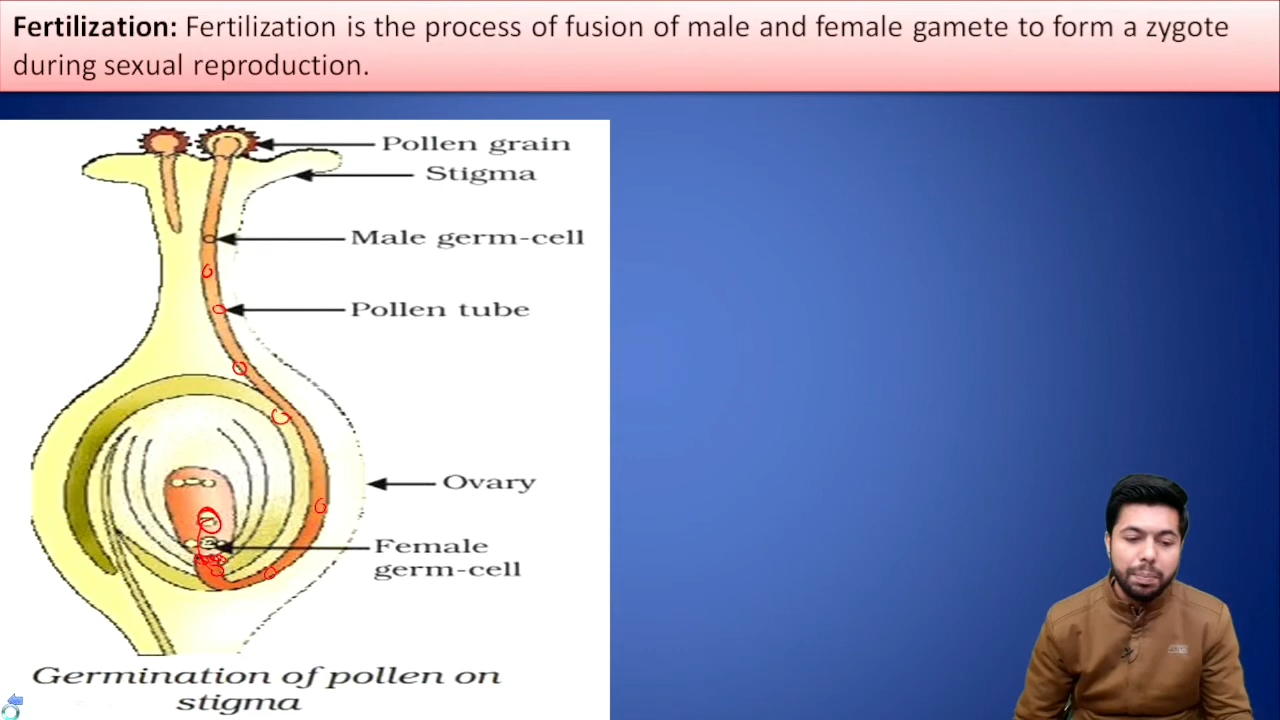 Fertilization: Fertilization is the process of fusion of male and female gamete to form a zygote
during sexual reproduction.
Pollen grain
Stigma
Male germ-cell
Pollen tube
Ovary
Female
germ-cell
Germination of pollen on
stigma